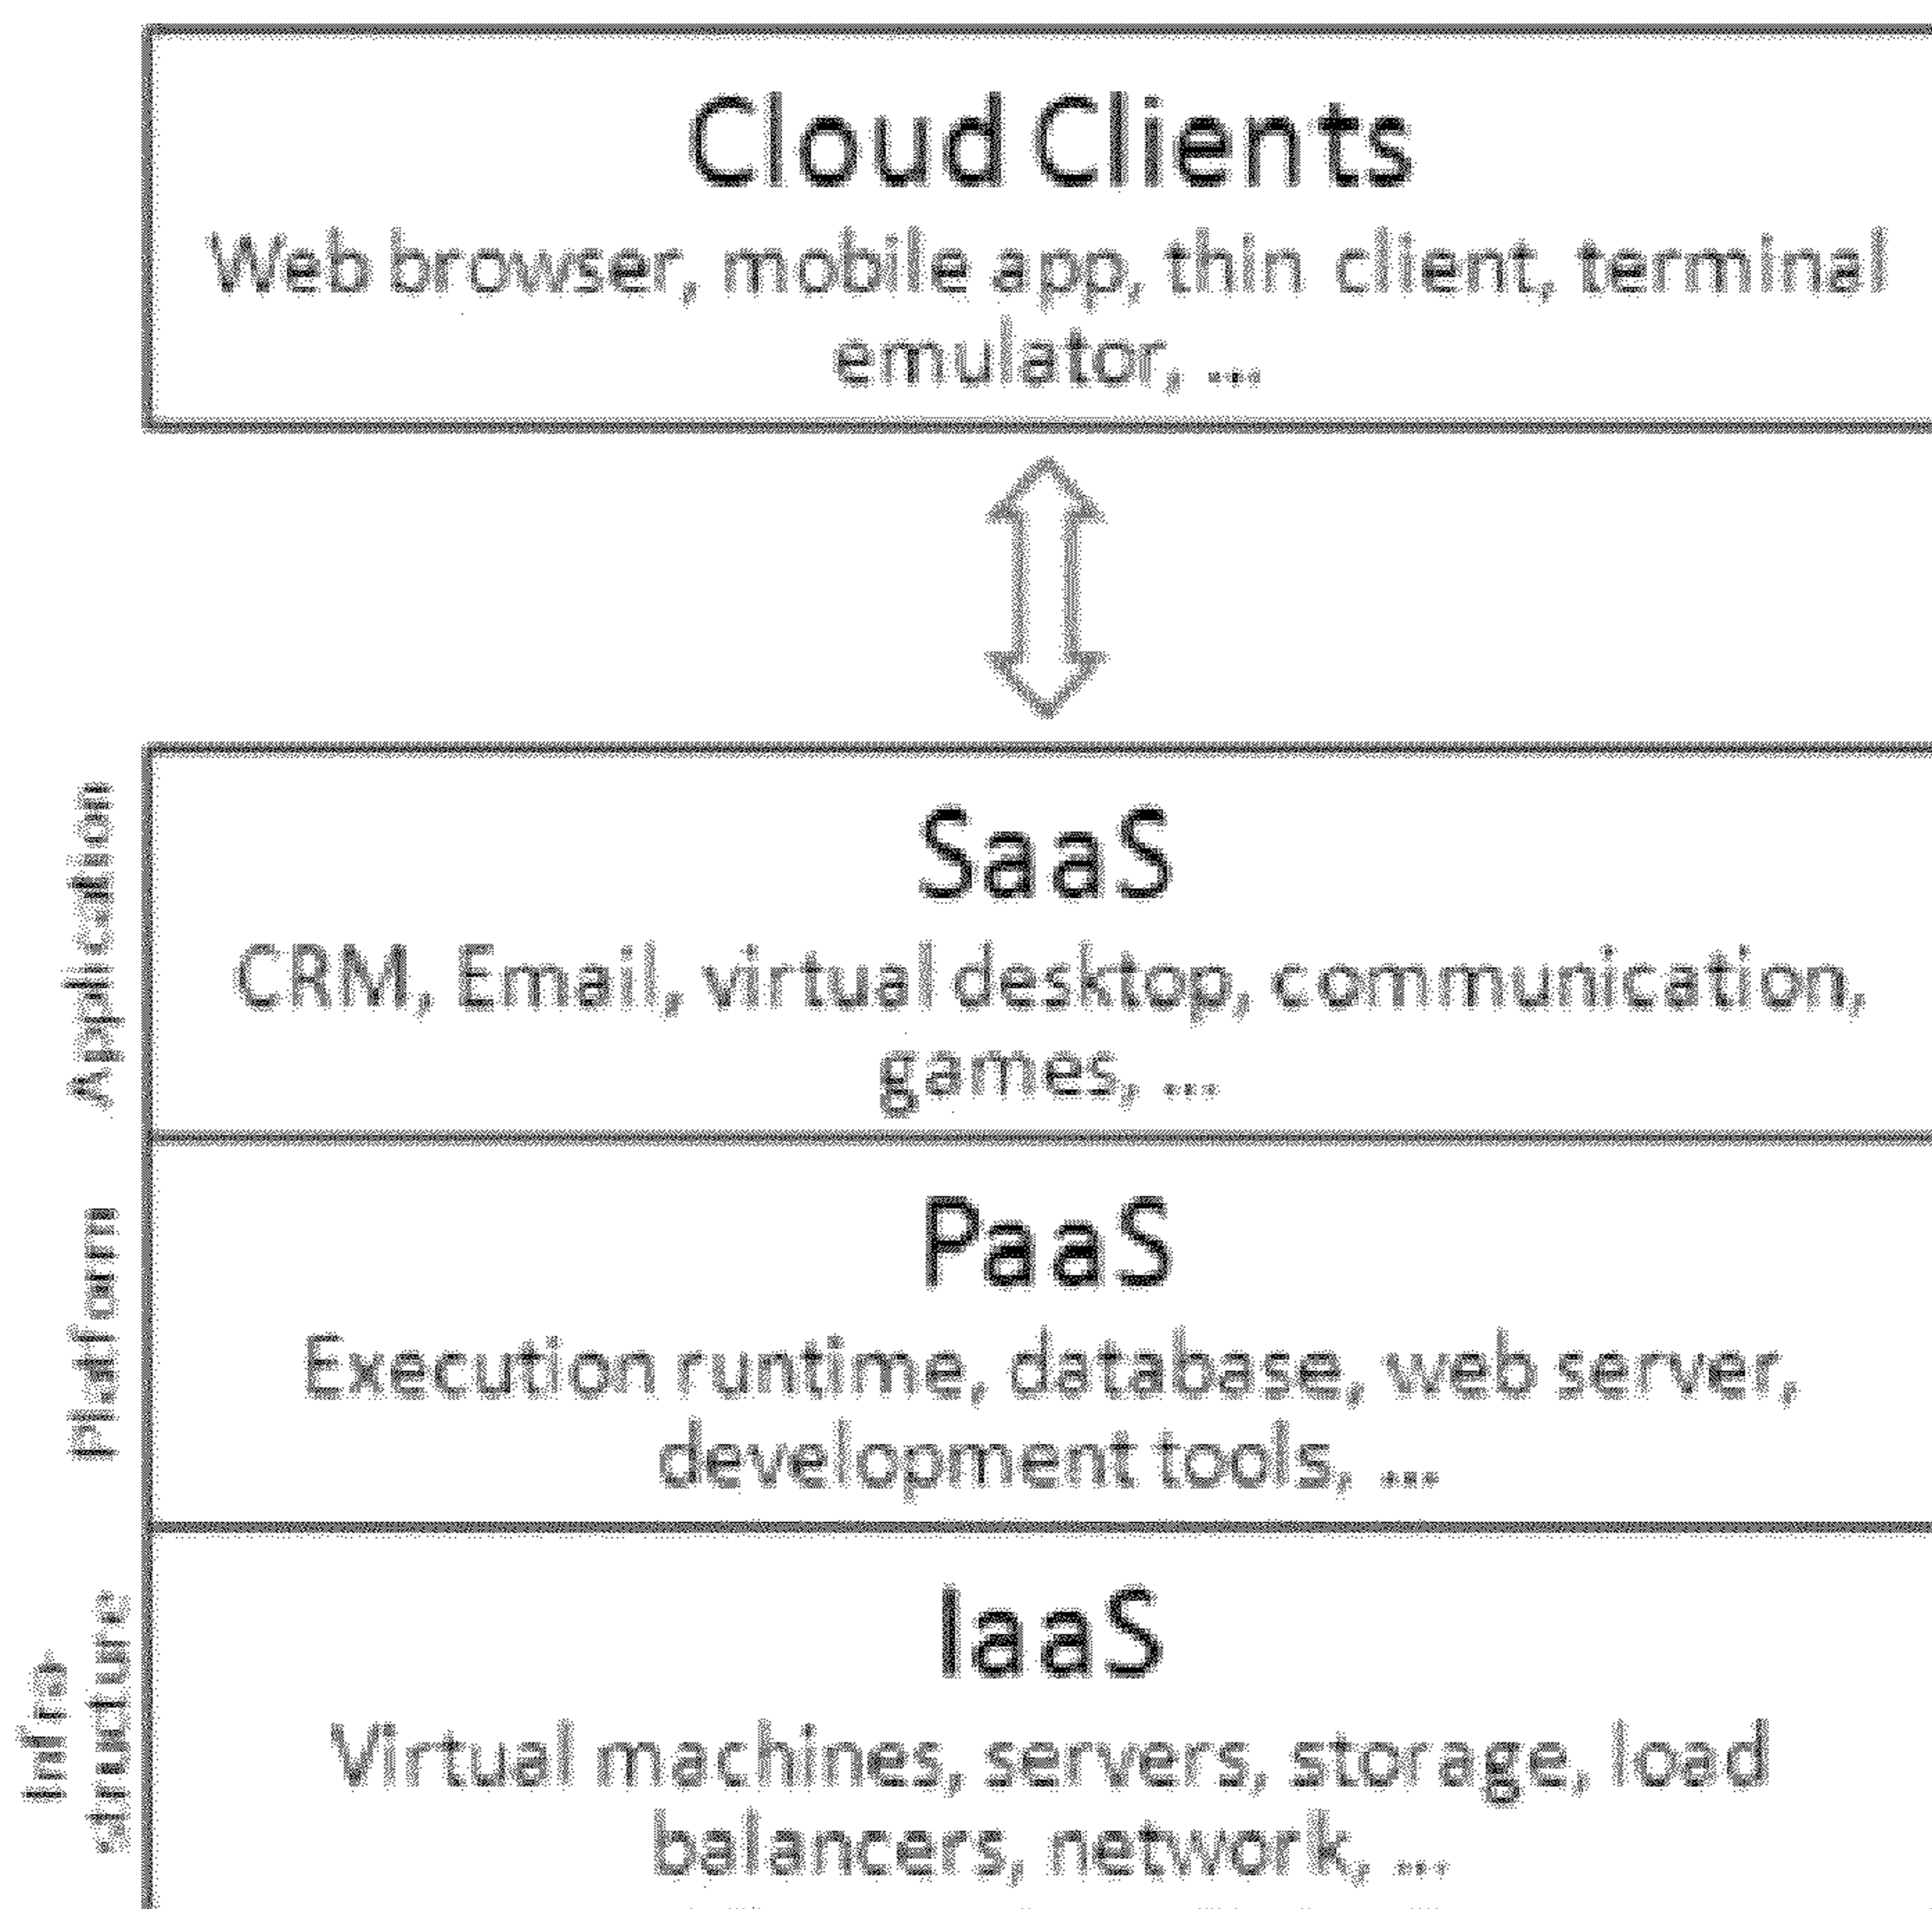 Cloud Clients
Web browser, mobile app, thin client, terminal
emulator, ...
Application
SaaS
CRM, Email, virtual desktop, communication,
games, ...
Platform
PaaS
Execution runtime, database, web server,
development tools, ...
Infra-
structure
IaaS
Virtual machines, servers, storage, load
balancers, network, ...